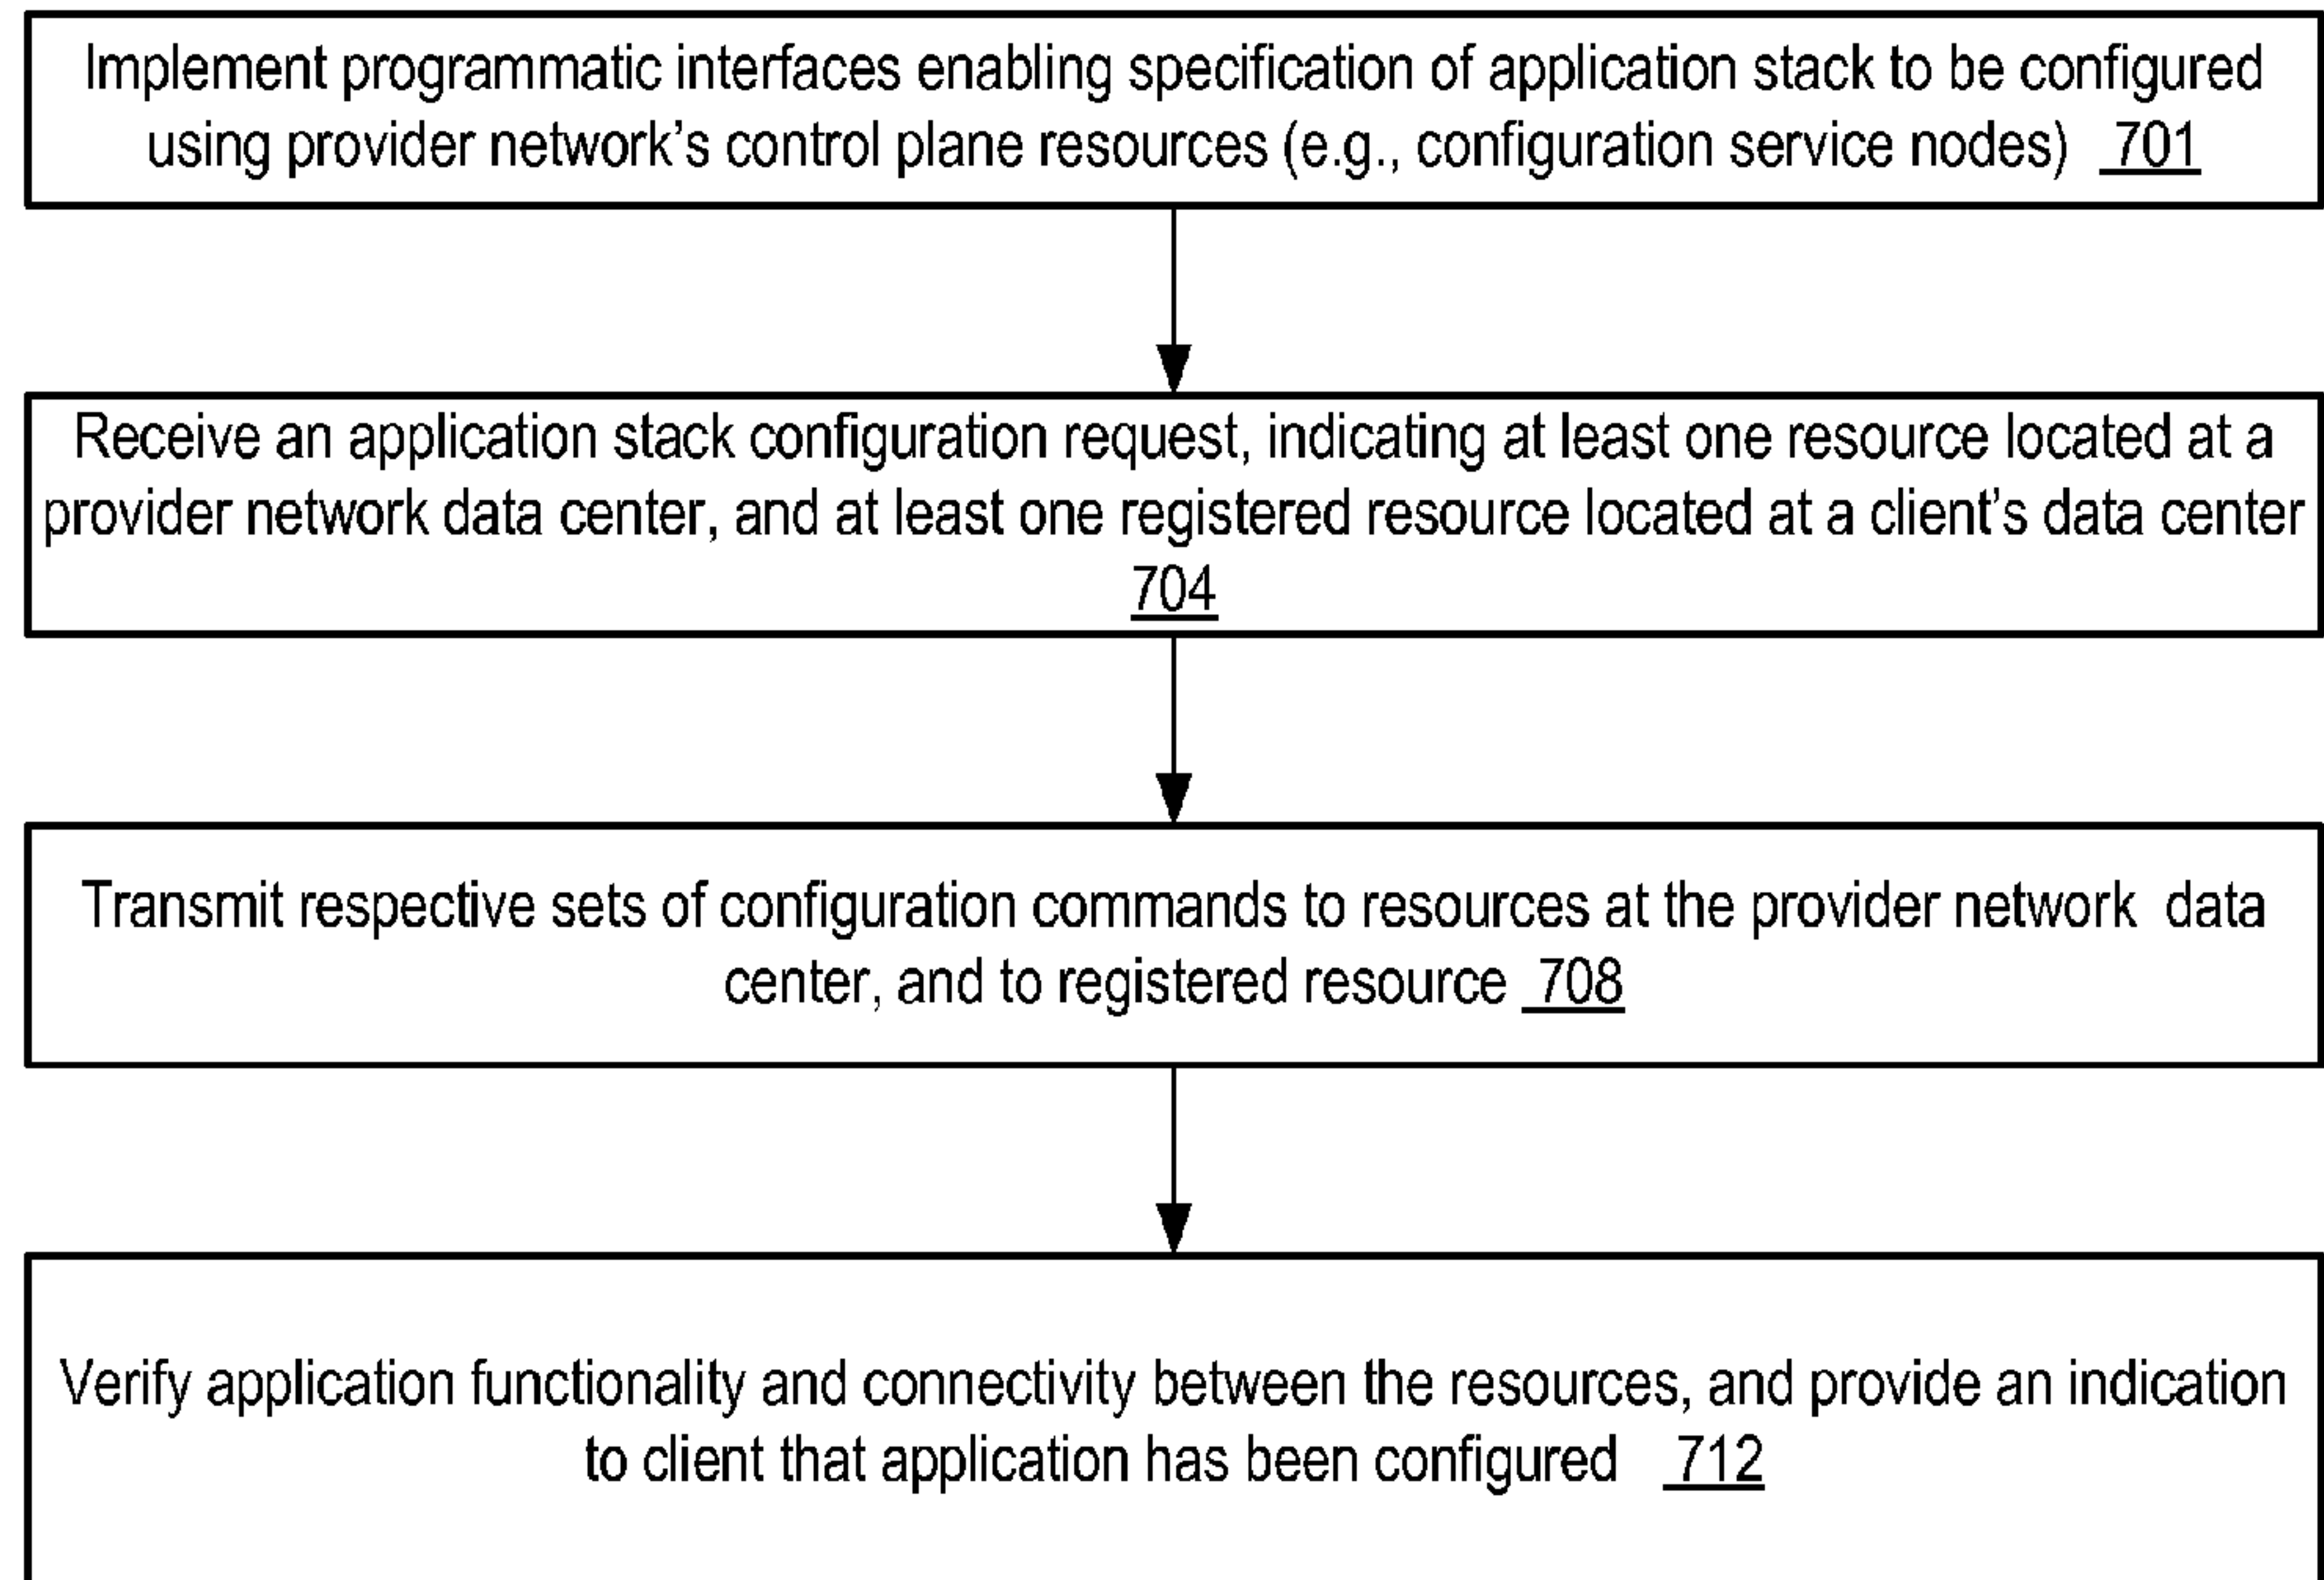 Implement programmatic interfaces enabling specification of application stack to be configured
using provider network’s control plane resources (e.g., configuration service nodes) 701
Receive an application stack configuration request, indicating at least one resource located at a
provider network data center, and at least one registered resource located at a client’s data center
704
Transmit respective sets of configuration commands to resources at the provider network data
center, and to registered resource 708
Verify application functionality and connectivity between the resources, and provide an indication
to client that application has been configured 712